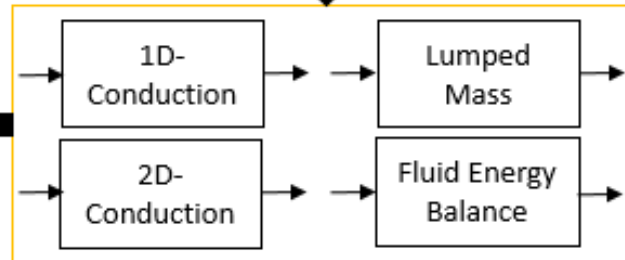 1D-
Conduction
Lumped
Mass
2D-
Conduction
Fluid Energy
Balance